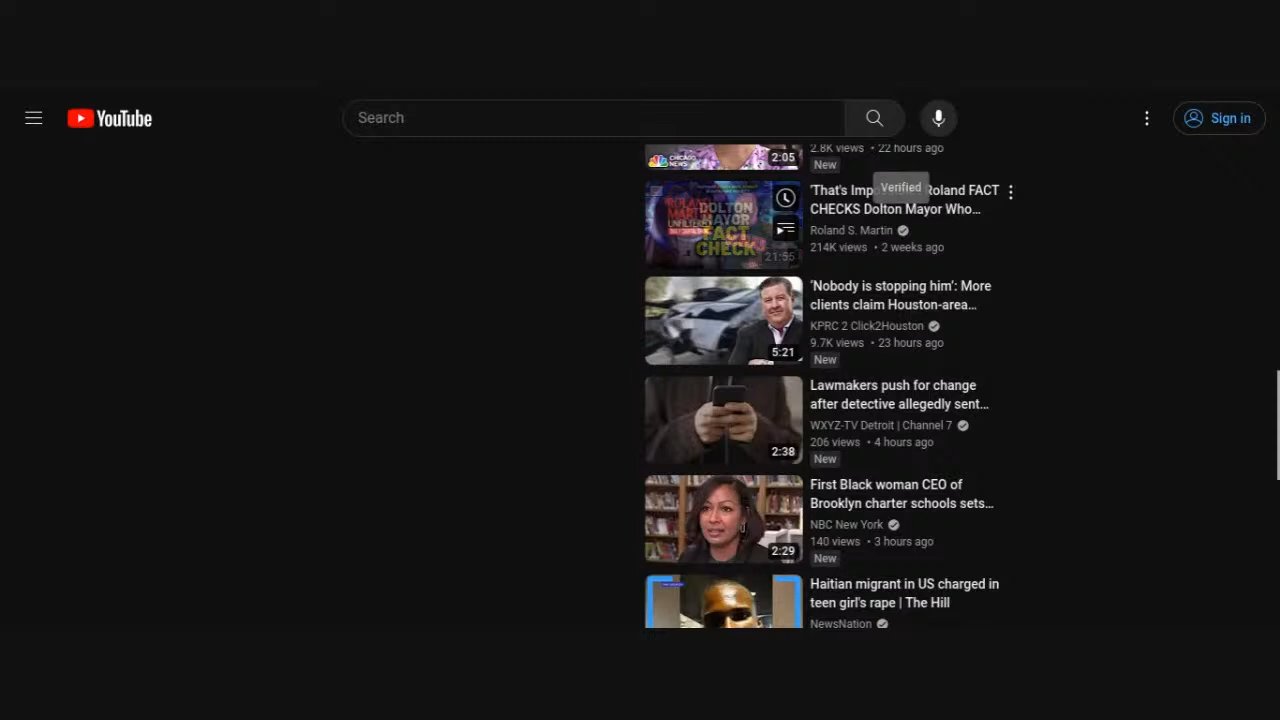 YouTube
Search
Sign in
2.8K views • 22 hours ago
New
CHICAGO
NEWS
2:05
Verified
'That's Imp Roland FACT
CHECKS Dolton Mayor Who...
Roland S. Martin
214K views • 2 weeks ago
ROLAND
MART
UNFILTERED
DOLTON
MAYOR
FACT
CHECK
21:55
'Nobody is stopping him': More
clients claim Houston-area...
KPRC 2 Click2Houston
9.7K views • 23 hours ago
New
5:21
Lawmakers push for change
after detective allegedly sent...
WXYZ-TV Detroit | Channel 7
206 views • 4 hours ago
New
2:38
First Black woman CEO of
Brooklyn charter schools sets...
NBC New York
140 views • 3 hours ago
New
2:29
Haitian migrant in US charged in
teen girl's rape | The Hill
NewsNation